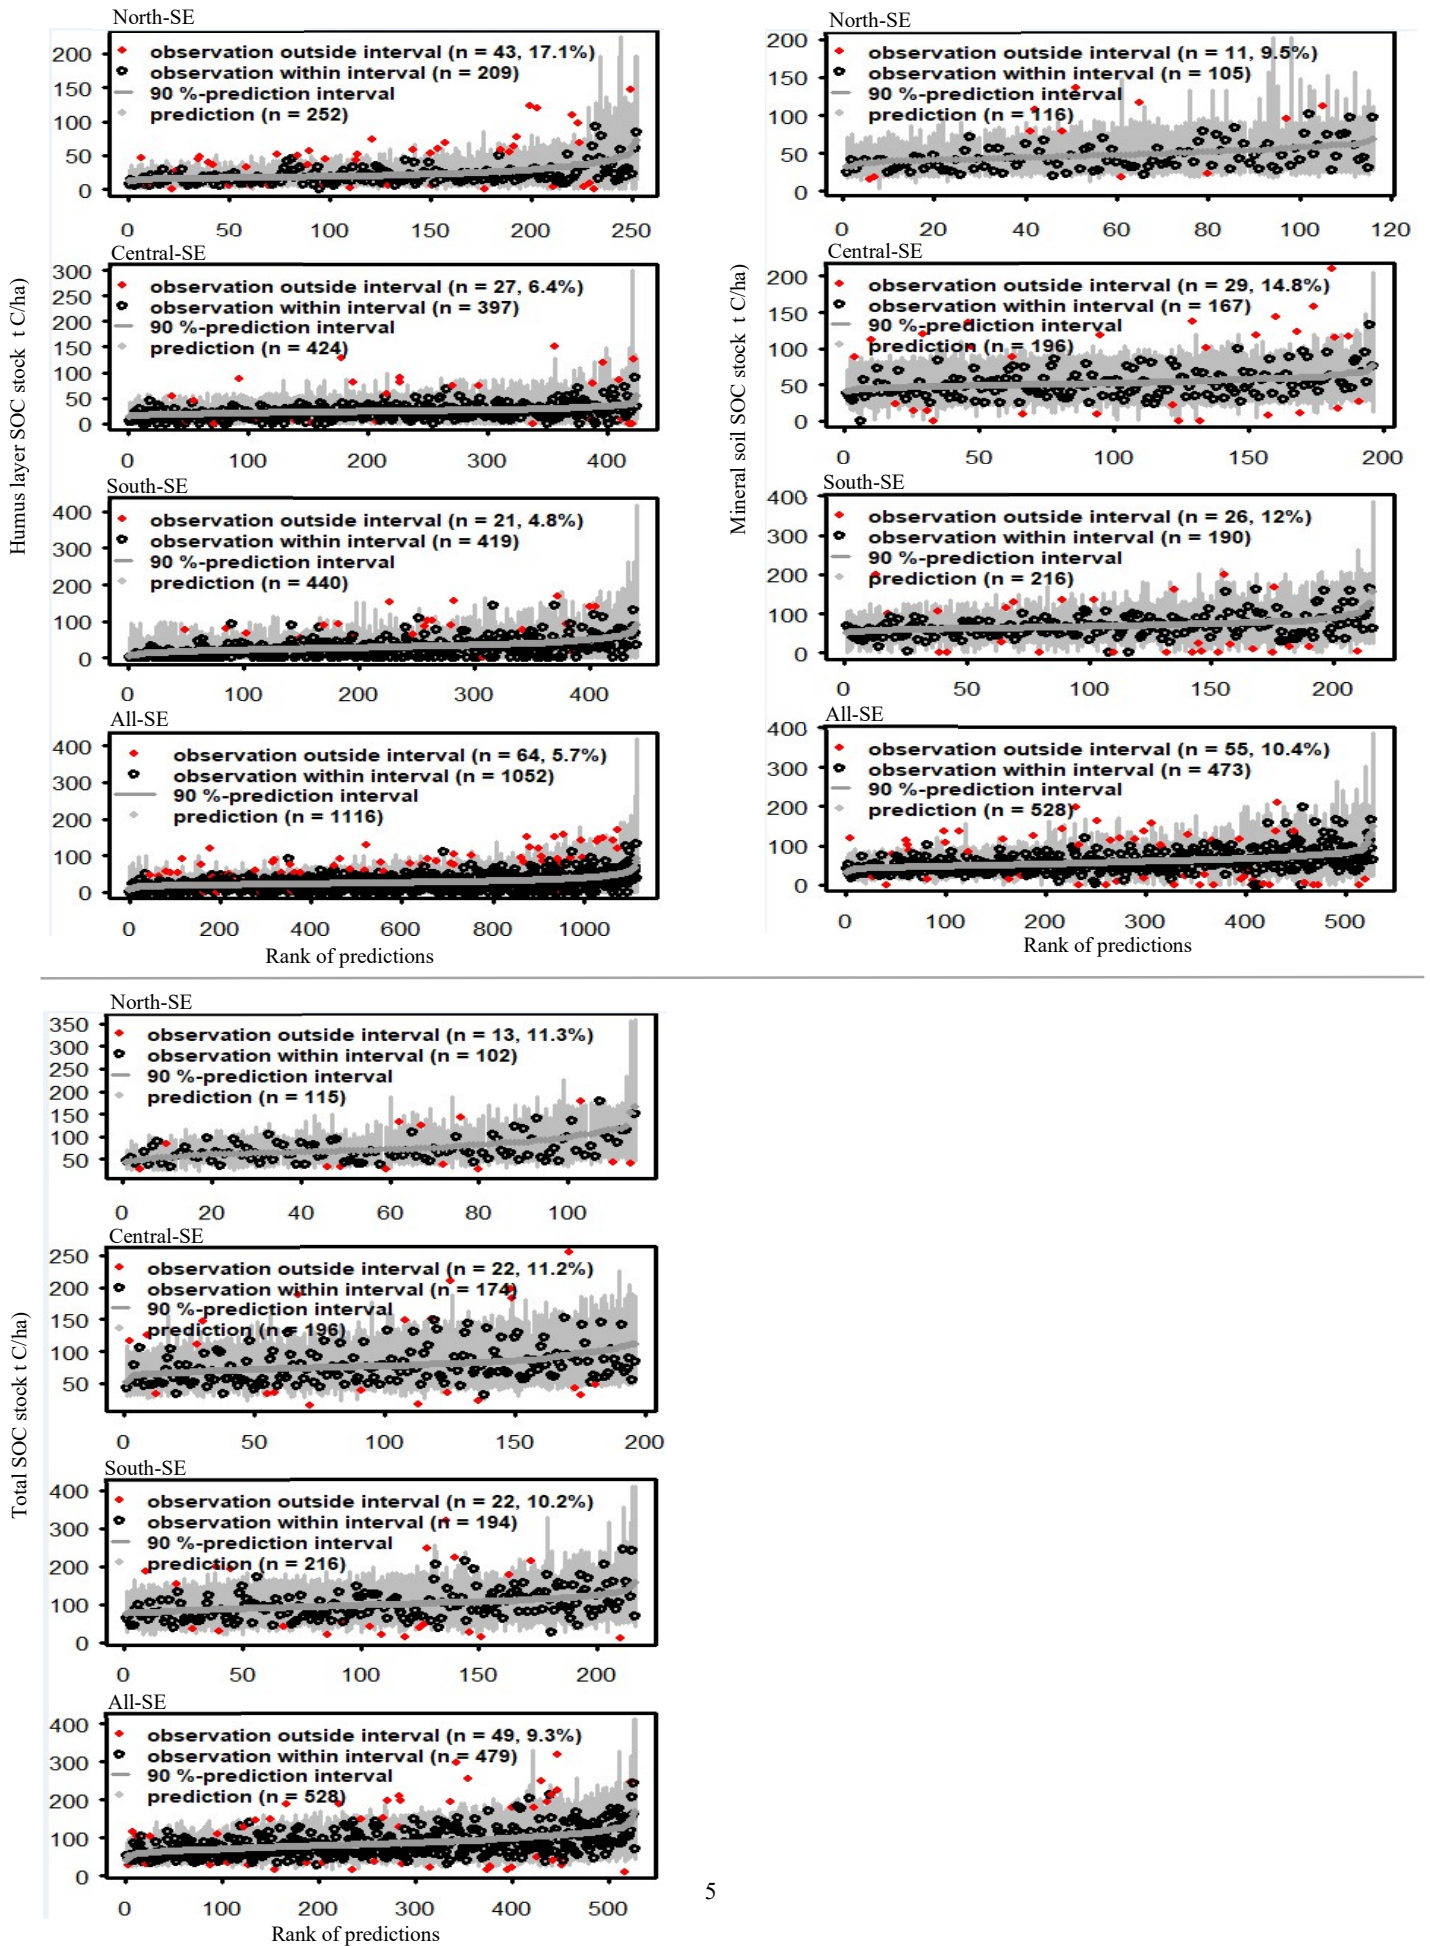 North-SE
observation outside interval (n = 43, 17.1%)
observation within interval (n = 209)
90 %-prediction interval
prediction (n = 252)
200
150
100
50
0
0 50 100 150 200 250
Central-SE
observation outside interval (n = 27, 6.4%)
observation within interval (n = 397)
90 %-prediction interval
prediction (n = 424)
300
250
200
150
100
50
0
0 100 200 300 400
South-SE
observation outside interval (n = 21, 4.8%)
observation within interval (n = 419)
90 %-prediction interval
prediction (n = 440)
400
300
200
100
0
0 100 200 300 400
All-SE
observation outside interval (n = 64, 5.7%)
observation within interval (n = 1052)
90 %-prediction interval
prediction (n = 1116)
400
300
200
100
0
0 200 400 600 800 1000
Rank of predictions
Humus layer SOC stock t C/ha)
North-SE
observation outside interval (n = 11, 9.5%)
observation within interval (n = 105)
90 %-prediction interval
prediction (n = 116)
200
150
100
50
0
0 20 40 60 80 100 120
Central-SE
observation outside interval (n = 29, 14.8%)
observation within interval (n = 167)
90 %-prediction interval
prediction (n = 196)
200
150
100
50
0
0 50 100 150 200
South-SE
observation outside interval (n = 26, 12%)
observation within interval (n = 190)
90 %-prediction interval
prediction (n = 216)
400
300
200
100
0
0 50 100 150 200
All-SE
observation outside interval (n = 55, 10.4%)
observation within interval (n = 473)
90 %-prediction interval
prediction (n = 528)
400
300
200
100
0
0 100 200 300 400 500
Rank of predictions
Mineral soil SOC stock t C/ha)
North-SE
observation outside interval (n = 13, 11.3%)
observation within interval (n = 102)
90 %-prediction interval
prediction (n = 115)
350
300
250
200
150
100
50
0 20 40 60 80 100
Central-SE
observation outside interval (n = 22, 11.2%)
observation within interval (n = 174)
90 %-prediction interval
prediction (n = 196)
250
200
150
100
50
0 50 100 150 200
South-SE
observation outside interval (n = 22, 10.2%)
observation within interval (n = 194)
90 %-prediction interval
prediction (n = 216)
400
300
200
100
0
0 50 100 150 200
All-SE
observation outside interval (n = 49, 9.3%)
observation within interval (n = 479)
90 %-prediction interval
prediction (n = 528)
400
300
200
100
0
0 100 200 300 400 500
Rank of predictions
Total SOC stock t C/ha)
5